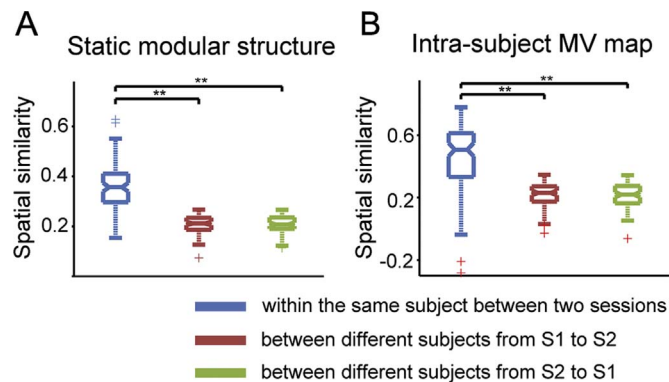 A
Static modular structure
Spatial similarity
0.6
0.4
0.2
**
**
B
Intra-subject MV map
Spatial similarity
0.6
0.2
-0.2
**
**
within the same subject between two sessions
between different subjects from S1 to S2
between different subjects from S2 to S1